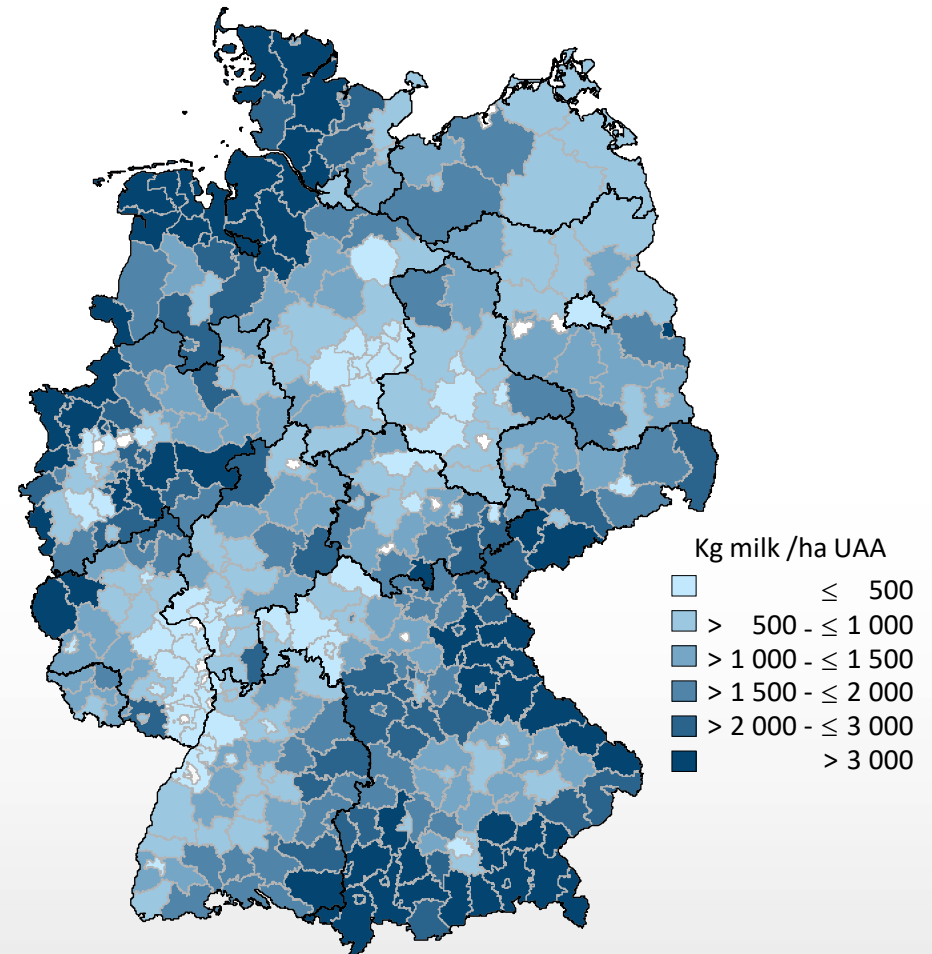 Kg milk /ha UAA
≤ 500
> 500 - ≤ 1 000
> 1 000 - ≤ 1 500
> 1 500 - ≤ 2 000
> 2 000 - ≤ 3 000
> 3 000